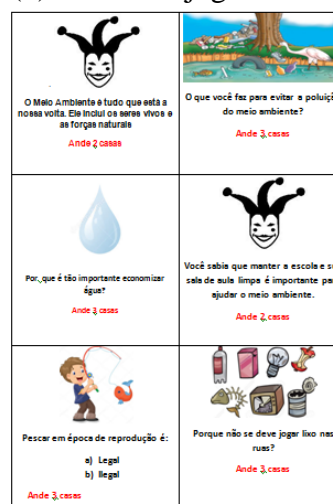 O Meio Ambiente é tudo que está a
nossa volta. Ele inclui os seres vivos e
as forças naturais
Ande 2 casas
O que você faz para evitar a poluiçã
do meio ambiente?
Ande 3 casas
Por que é tão importante economizar
água?
Ande 3 casas
Você sabia que manter a escola e su
sala de aula limpa é importante par
ajudar o meio ambiente.
Ande 2 casas
Pescar em época de reprodução é:
a) Legal
b) Ilegal
Ande 3 casas
Porque não se deve jogar lixo nas
ruas?
Ande 3 casas